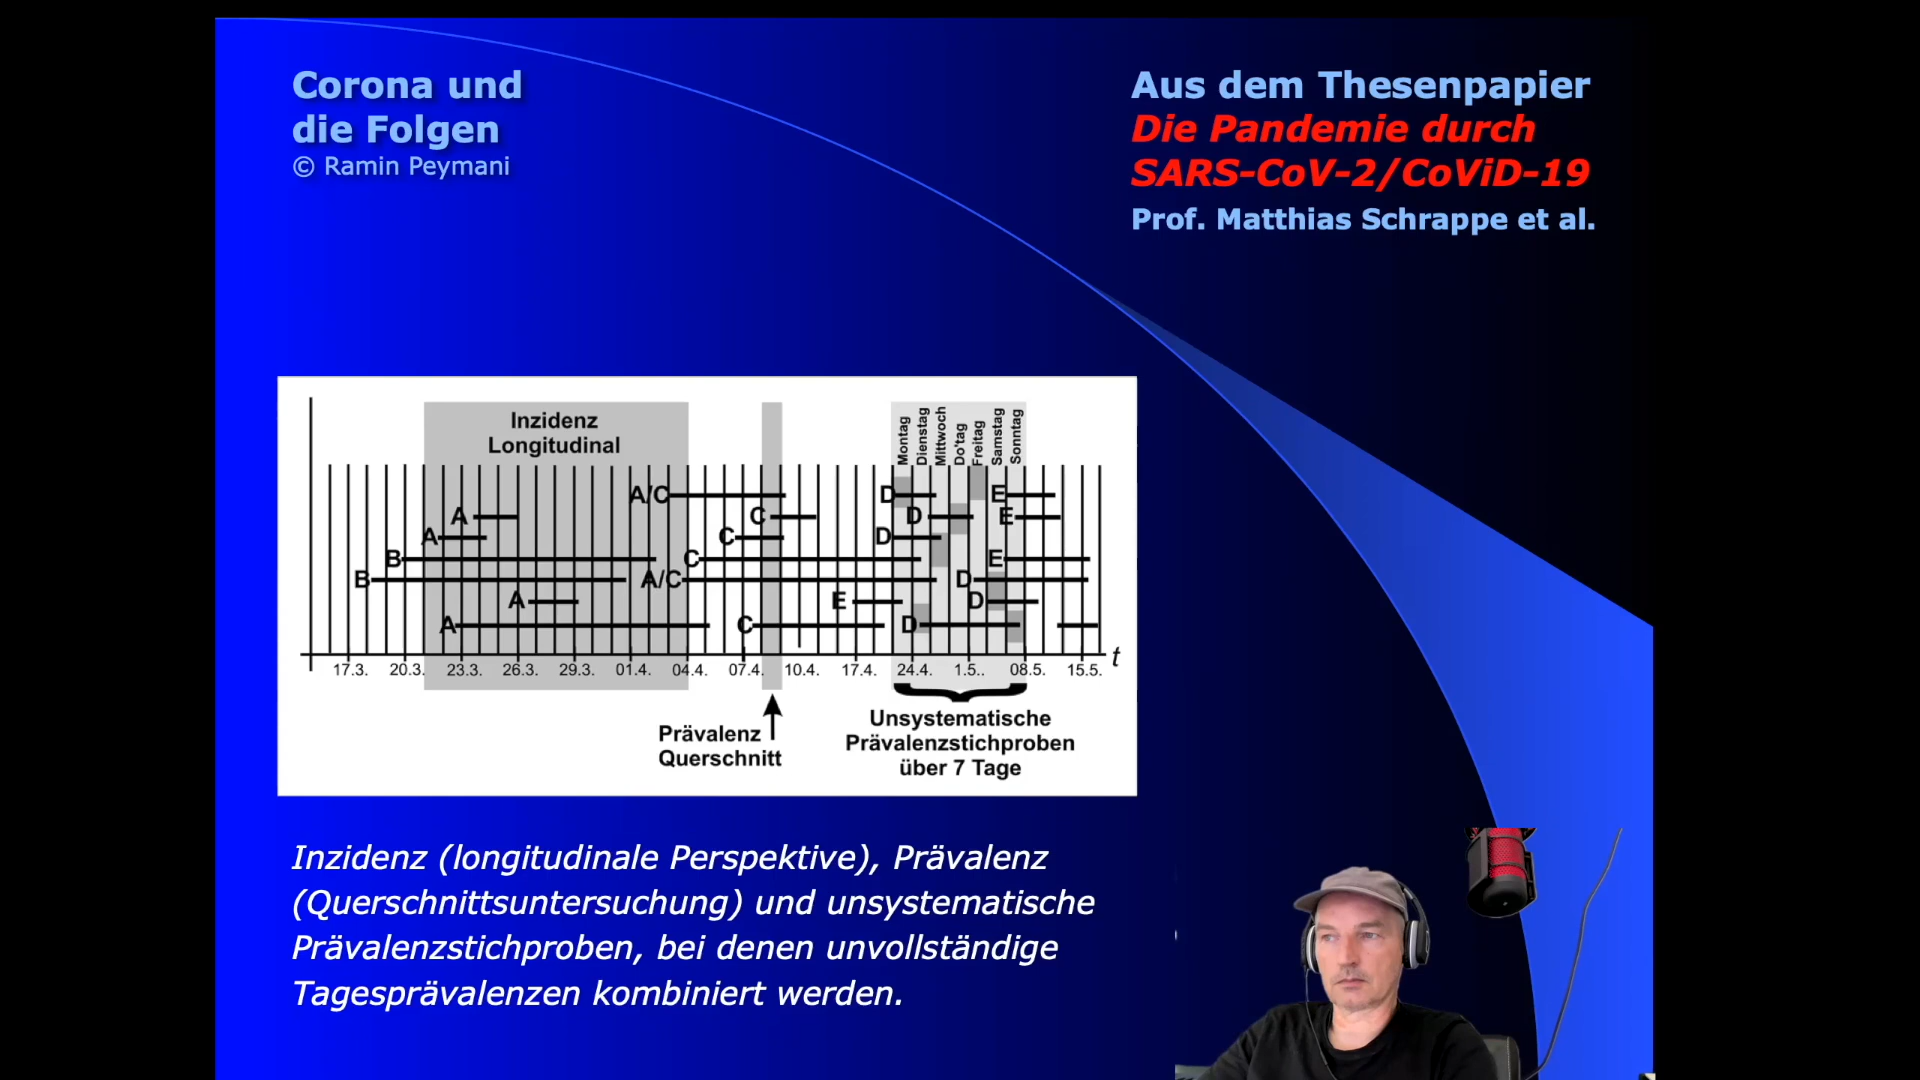 Corona und
die Folgen
© Ramin Peymani
Aus dem Thesenpapier
Die Pandemie durch
SARS-CoV-2/CoViD-19
Prof. Matthias Schrappe et al.
Inzidenz
Longitudinal
Montag
Dienstag
Mittwoch
Do'tag
Freitag
Samstag
Sonntag
A/C D E
A C D E
A C D
B C E
B A/C D
A E D
A C D
17.3. 20.3. 23.3. 26.3. 29.3. 01.4. 04.4. 07.4. 10.4. 17.4. 24.4. 1.5.. 08.5. 15.5. t
Prävalenz
Querschnitt
Unsystematische
Prävalenzstichproben
über 7 Tage
Inzidenz (longitudinale Perspektive), Prävalenz
(Querschnittsuntersuchung) und unsystematische
Prävalenzstichproben, bei denen unvollständige
Tagesprävalenzen kombiniert werden.